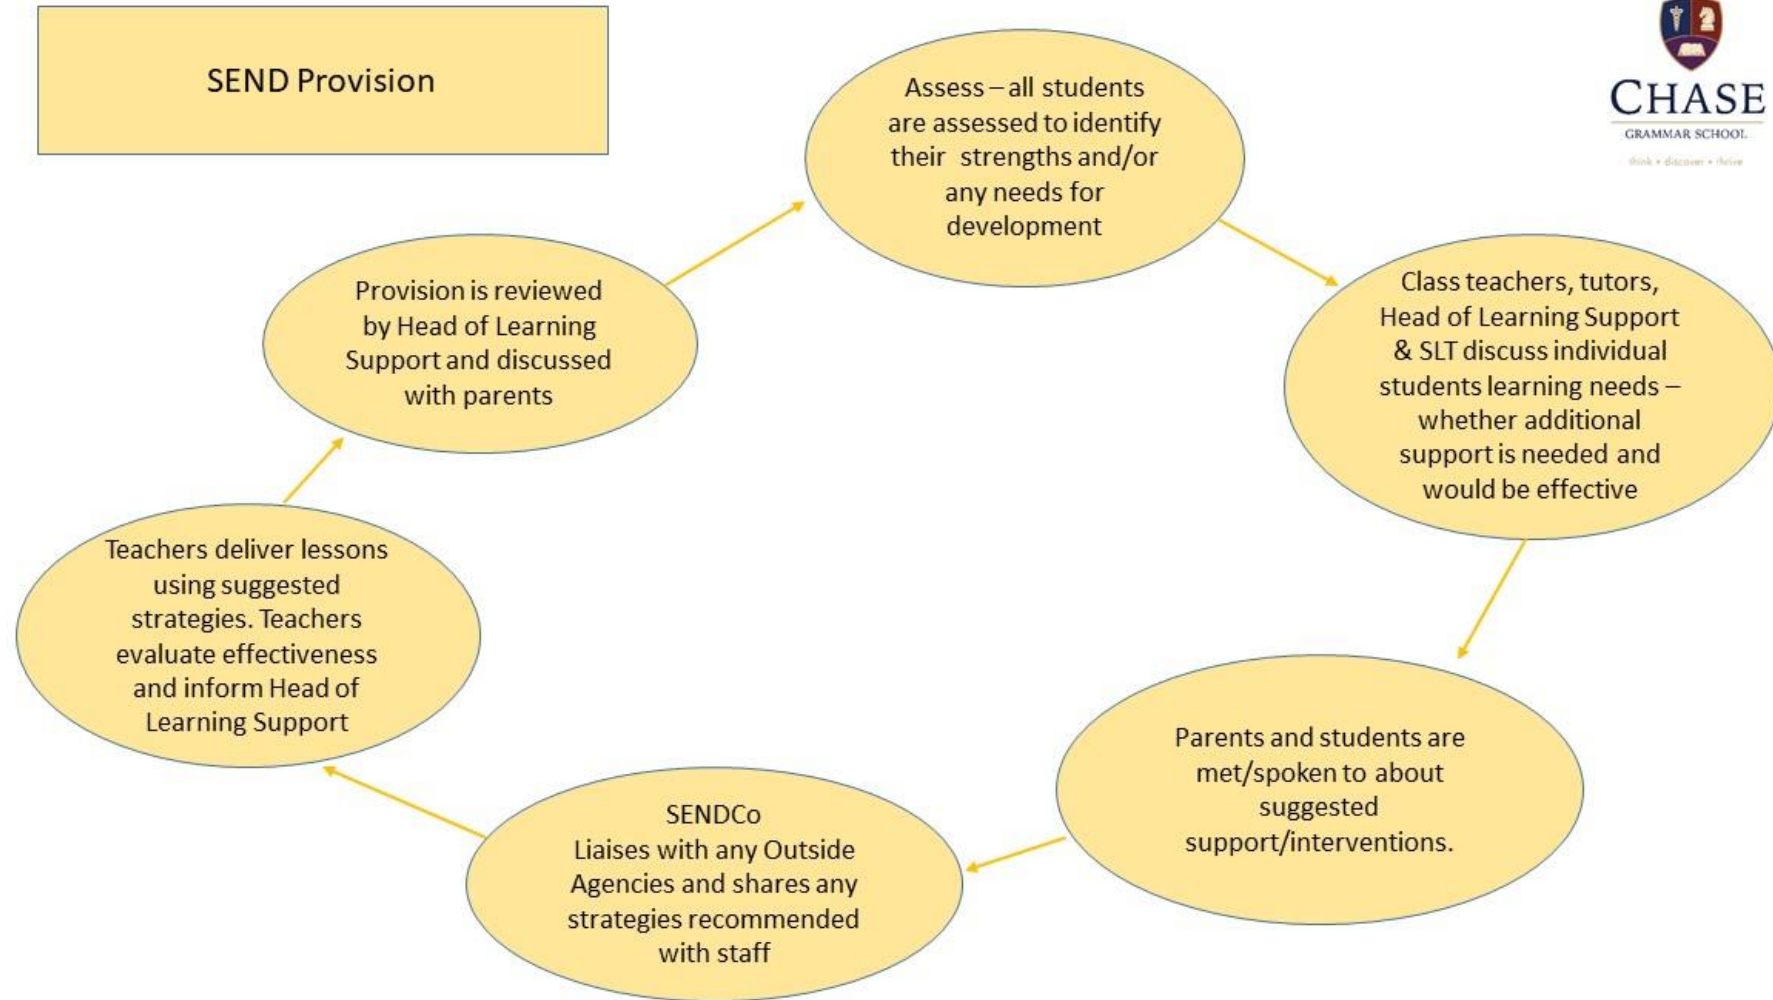 SEND Provision
CHASE
GRAMMAR SCHOOL
think • discover • thrive
Assess – all students
are assessed to identify
their strengths and/or
any needs for
development
Class teachers, tutors,
Head of Learning Support
& SLT discuss individual
students learning needs –
whether additional
support is needed and
would be effective
Parents and students are
met/spoken to about
suggested
support/interventions.
SENDCo
Liaises with any Outside
Agencies and shares any
strategies recommended
with staff
Teachers deliver lessons
using suggested
strategies. Teachers
evaluate effectiveness
and inform Head of
Learning Support
Provision is reviewed
by Head of Learning
Support and discussed
with parents